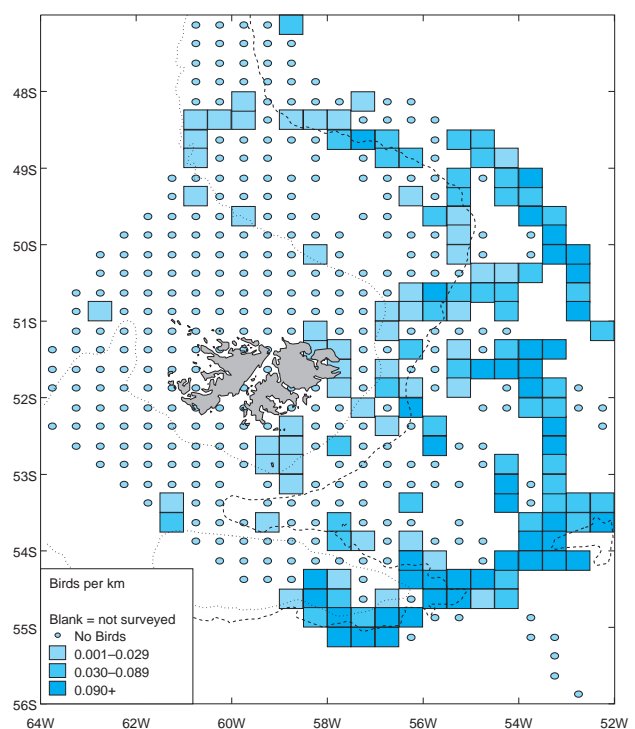 48S
49S
50S
51S
52S
53S
54S
55S
56S
Birds per km
Blank = not surveyed
No Birds
0.001–0.029
0.030–0.089
0.090+
64W 62W 60W 58W 56W 54W 52W